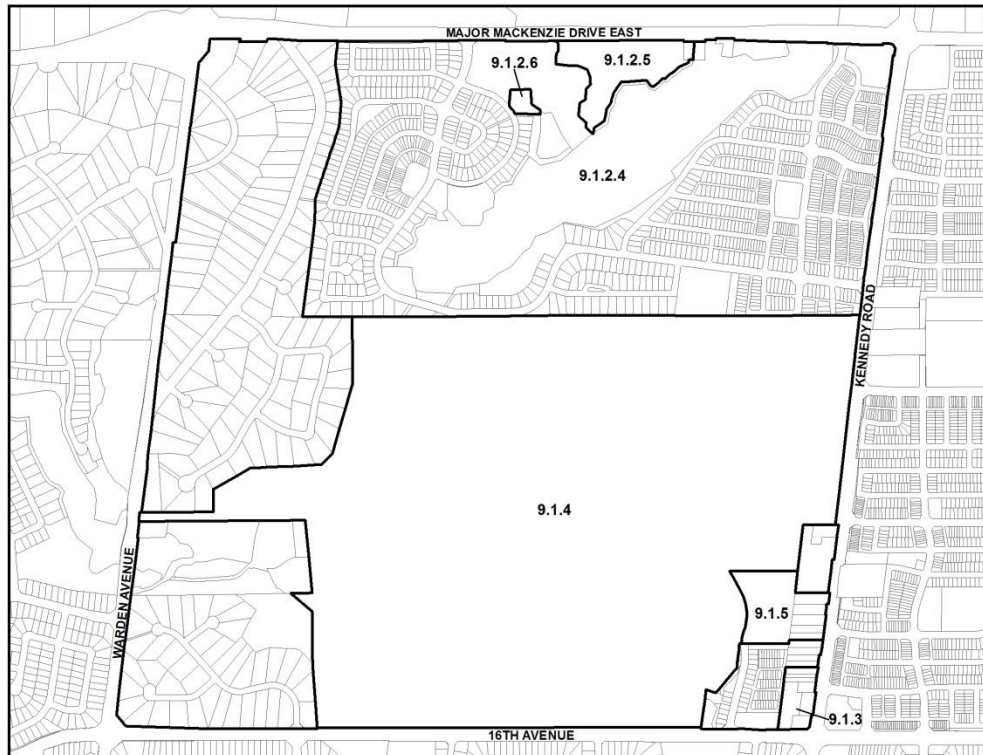 MAJOR MACKENZIE DRIVE EAST
9.1.2.6
9.1.2.5
9.1.2.4
KENNEDY ROAD
9.1.4
WARDEN AVENUE
9.1.5
9.1.3
16TH AVENUE